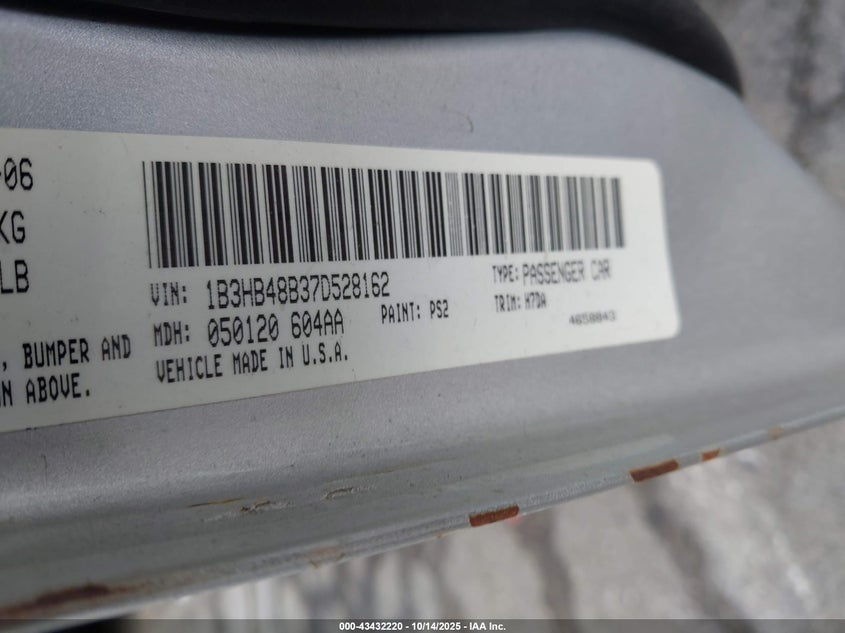 -06
KG
LB
VIN: 1B3HB48B37D528162
TYPE: PASSENGER CAR
MDH: 050120 604AA
PAINT: PS2
TRIM: H7DA
VEHICLE MADE IN U.S.A.
4658843
, BUMPER AND
N ABOVE.
000-43432220 - 10/14/2025 - IAA Inc.